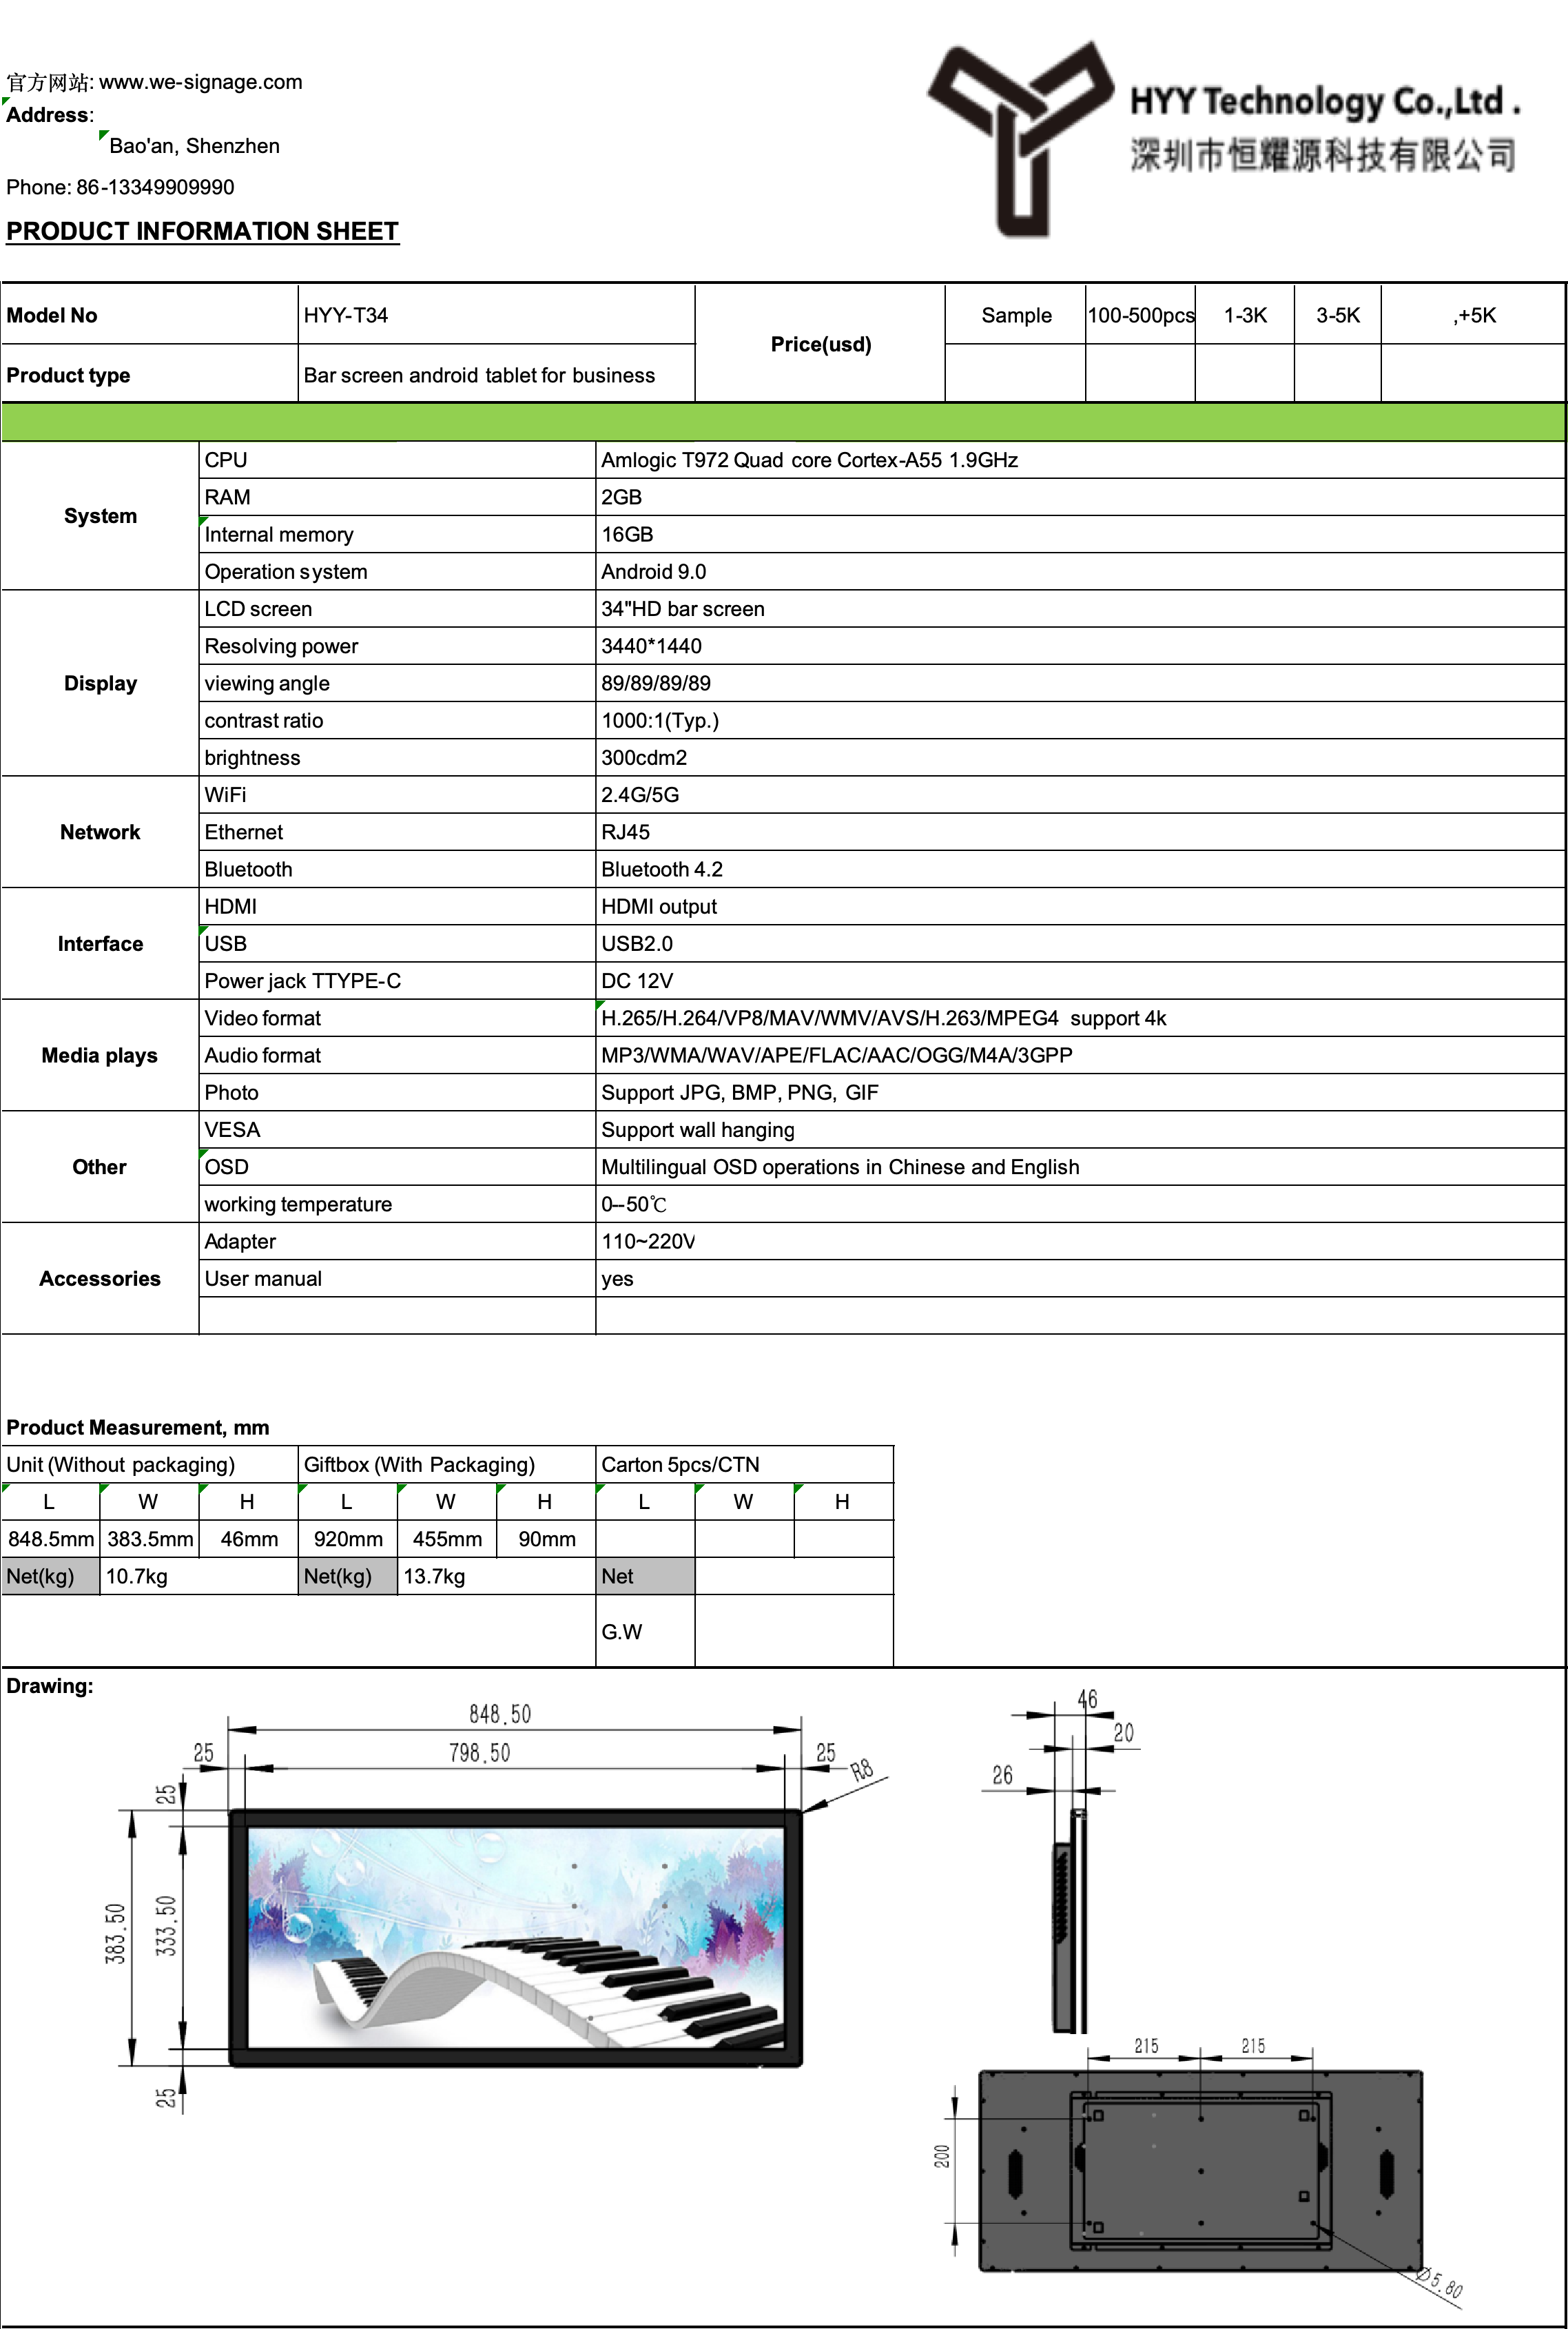 官方网站: www.we-signage.com
Address:
Bao'an, Shenzhen
Phone: 86-13349909990
PRODUCT INFORMATION SHEET
HYY Technology Co.,Ltd .
深圳市恒耀源科技有限公司
Model No HYY-T34 Price(usd) Sample 100-500pcs 1-3K 3-5K ,+5K
Product type Bar screen android tablet for business
System
CPU Amlogic T972 Quad core Cortex-A55 1.9GHz
RAM 2GB
Internal memory 16GB
Operation system Android 9.0
Display
LCD screen 34"HD bar screen
Resolving power 3440*1440
viewing angle 89/89/89/89
contrast ratio 1000:1(Typ.)
brightness 300cdm2
Network
WiFi 2.4G/5G
Ethernet RJ45
Bluetooth Bluetooth 4.2
Interface
HDMI HDMI output
USB USB2.0
Power jack TTYPE-C DC 12V
Media plays
Video format H.265/H.264/VP8/MAV/WMV/AVS/H.263/MPEG4 support 4k
Audio format MP3/WMA/WAV/APE/FLAC/AAC/OGG/M4A/3GPP
Photo Support JPG, BMP, PNG, GIF
Other
VESA Support wall hanging
OSD Multilingual OSD operations in Chinese and English
working temperature 0--50℃
Accessories
Adapter 110~220V
User manual yes
Product Measurement, mm
Unit (Without packaging) Giftbox (With Packaging) Carton 5pcs/CTN
L W H L W H L W H
848.5mm 383.5mm 46mm 920mm 455mm 90mm
Net(kg) 10.7kg Net(kg) 13.7kg Net
G.W
Drawing:
848.50
25 798.50 25
R8
25
383.50
333.50
25
46
20
26
215 215
200
Ø5.80